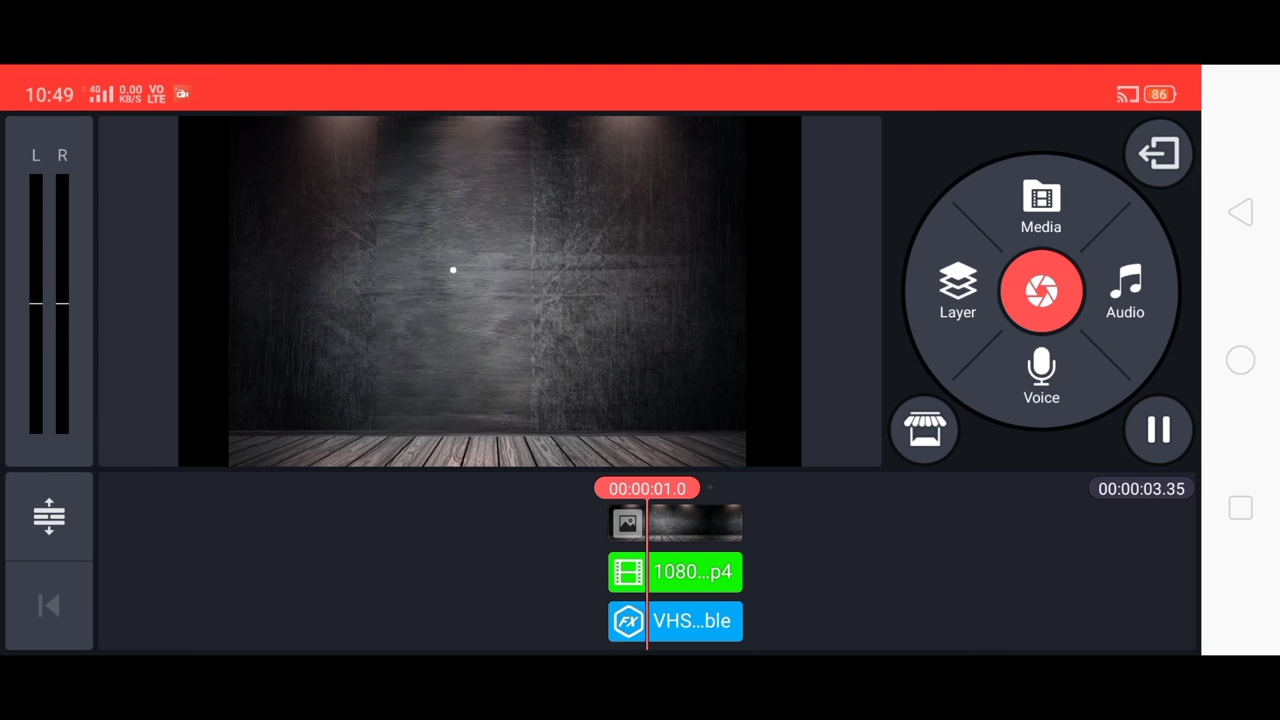 10:49 4G 0.00 KB/S VO LTE 86
L R
Media
Layer
Audio
Voice
00:00:01.0
00:00:03.35
1080...p4
FX VHS...ble